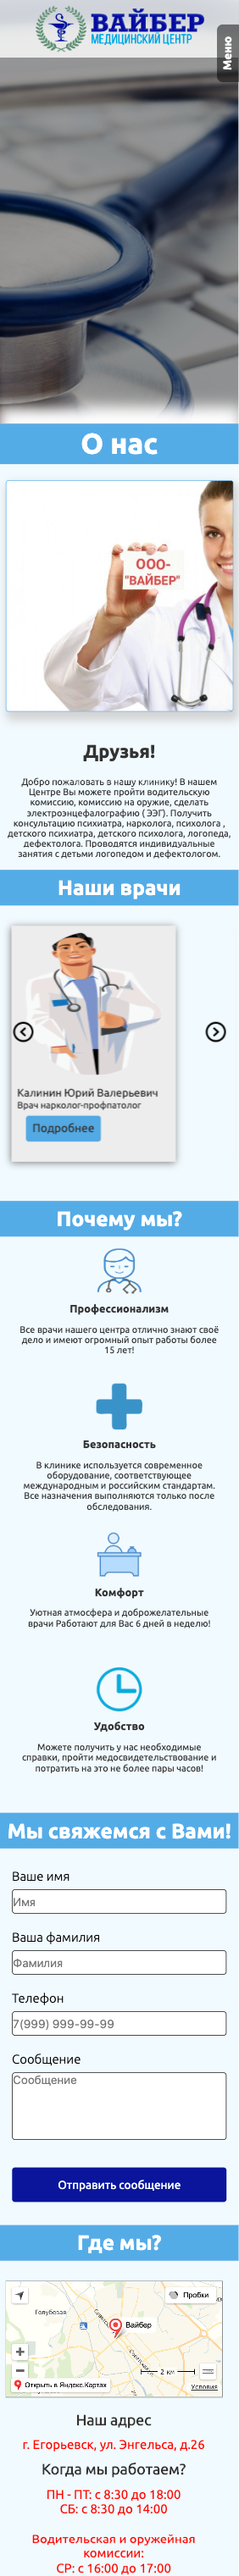 ВАЙБЕР
МЕДИЦИНСКИЙ ЦЕНТР
Меню
О нас
ООО-
"ВАЙБЕР"
Друзья!
Добро пожаловать в нашу клинику! В нашем
Центре Вы можете пройти водительскую
комиссию, комиссию на оружие, сделать
электроэнцефалографию ( ЭЭГ). Получить
консультацию психиатра, нарколога, психолога ,
детского психиатра, детского психолога, логопеда,
дефектолога. Проводятся индивидуальные
занятия с детьми логопедом и дефектологом.
Наши врачи
Калинин Юрий Валерьевич
Врач нарколог-профпатолог
Подробнее
Почему мы?
Профессионализм
Все врачи нашего центра отлично знают своё
дело и имеют огромный опыт работы более
15 лет!
Безопасность
В клинике используется современное
оборудование, соответствующее
международным и российским стандартам.
Все назначения выполняются только после
обследования.
Комфорт
Уютная атмосфера и доброжелательные
врачи Работают для Вас 6 дней в неделю!
Удобство
Можете получить у нас необходимые
справки, пройти медосвидетельствование и
потратить на это не более пары часов!
Мы свяжемся с Вами!
Ваше имя
Имя
Ваша фамилия
Фамилия
Телефон
7(999) 999-99-99
Сообщение
Сообщение
Отправить сообщение
Где мы?
Пробки
Голубовая
Вайбер
2 км
Открыть в Яндекс.Картах
Условия
Наш адрес
г. Егорьевск, ул. Энгельса, д.26
Когда мы работаем?
ПН - ПТ: с 8:30 до 18:00
СБ: с 8:30 до 14:00
Водительская и оружейная
комиссии:
СР: с 16:00 до 17:00